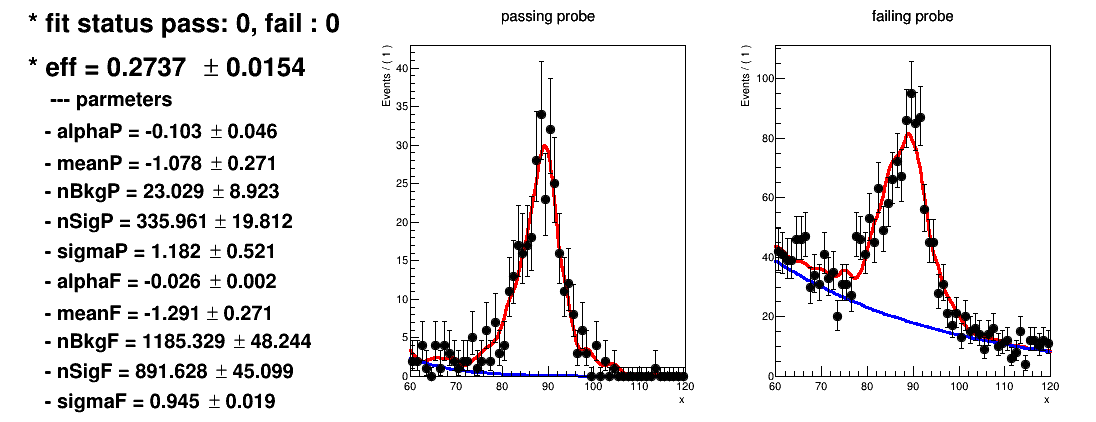 * fit status pass: 0, fail : 0
* eff = 0.2737 ± 0.0154
--- parmeters
- alphaP = -0.103 ± 0.046
- meanP = -1.078 ± 0.271
- nBkgP = 23.029 ± 8.923
- nSigP = 335.961 ± 19.812
- sigmaP = 1.182 ± 0.521
- alphaF = -0.026 ± 0.002
- meanF = -1.291 ± 0.271
- nBkgF = 1185.329 ± 48.244
- nSigF = 891.628 ± 45.099
- sigmaF = 0.945 ± 0.019
passing probe
Events / ( 1 )
40
35
30
25
20
15
10
5
0
60 70 80 90 100 110 120
x
failing probe
Events / ( 1 )
100
80
60
40
20
0
60 70 80 90 100 110 120
x